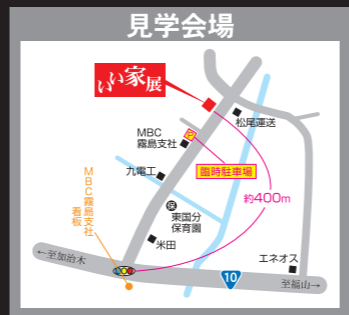 見学会場
いい家展
松尾運送
MBC
霧島支社
臨時駐車場
九電工
約400m
MBC霧島支社
看板
保
東国分
保育園
米田
エネオス
←至加治木
10
至福山→